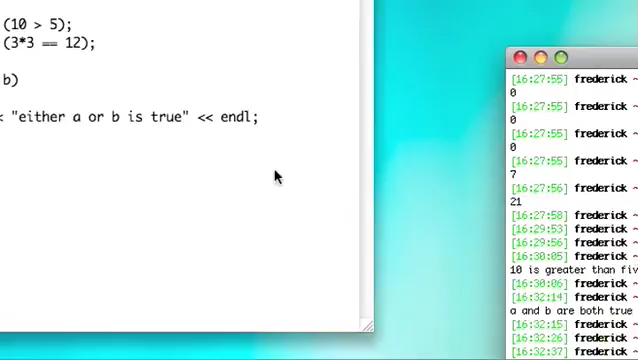 (10 > 5);
(3*3 == 12);
b)
< "either a or b is true" << endl;
[16:27:55] frederick ~
0
[16:27:55] frederick ~
0
[16:27:55] frederick ~
0
[16:27:55] frederick ~
7
[16:27:56] frederick ~
21
[16:27:58] frederick ~
[16:29:53] frederick ~
[16:29:56] frederick ~
[16:30:05] frederick ~
10 is greater than fiv
[16:30:06] frederick ~
[16:32:14] frederick ~
a and b are both true
[16:32:15] frederick ~
[16:32:26] frederick ~
[16:32:37] frederick ~